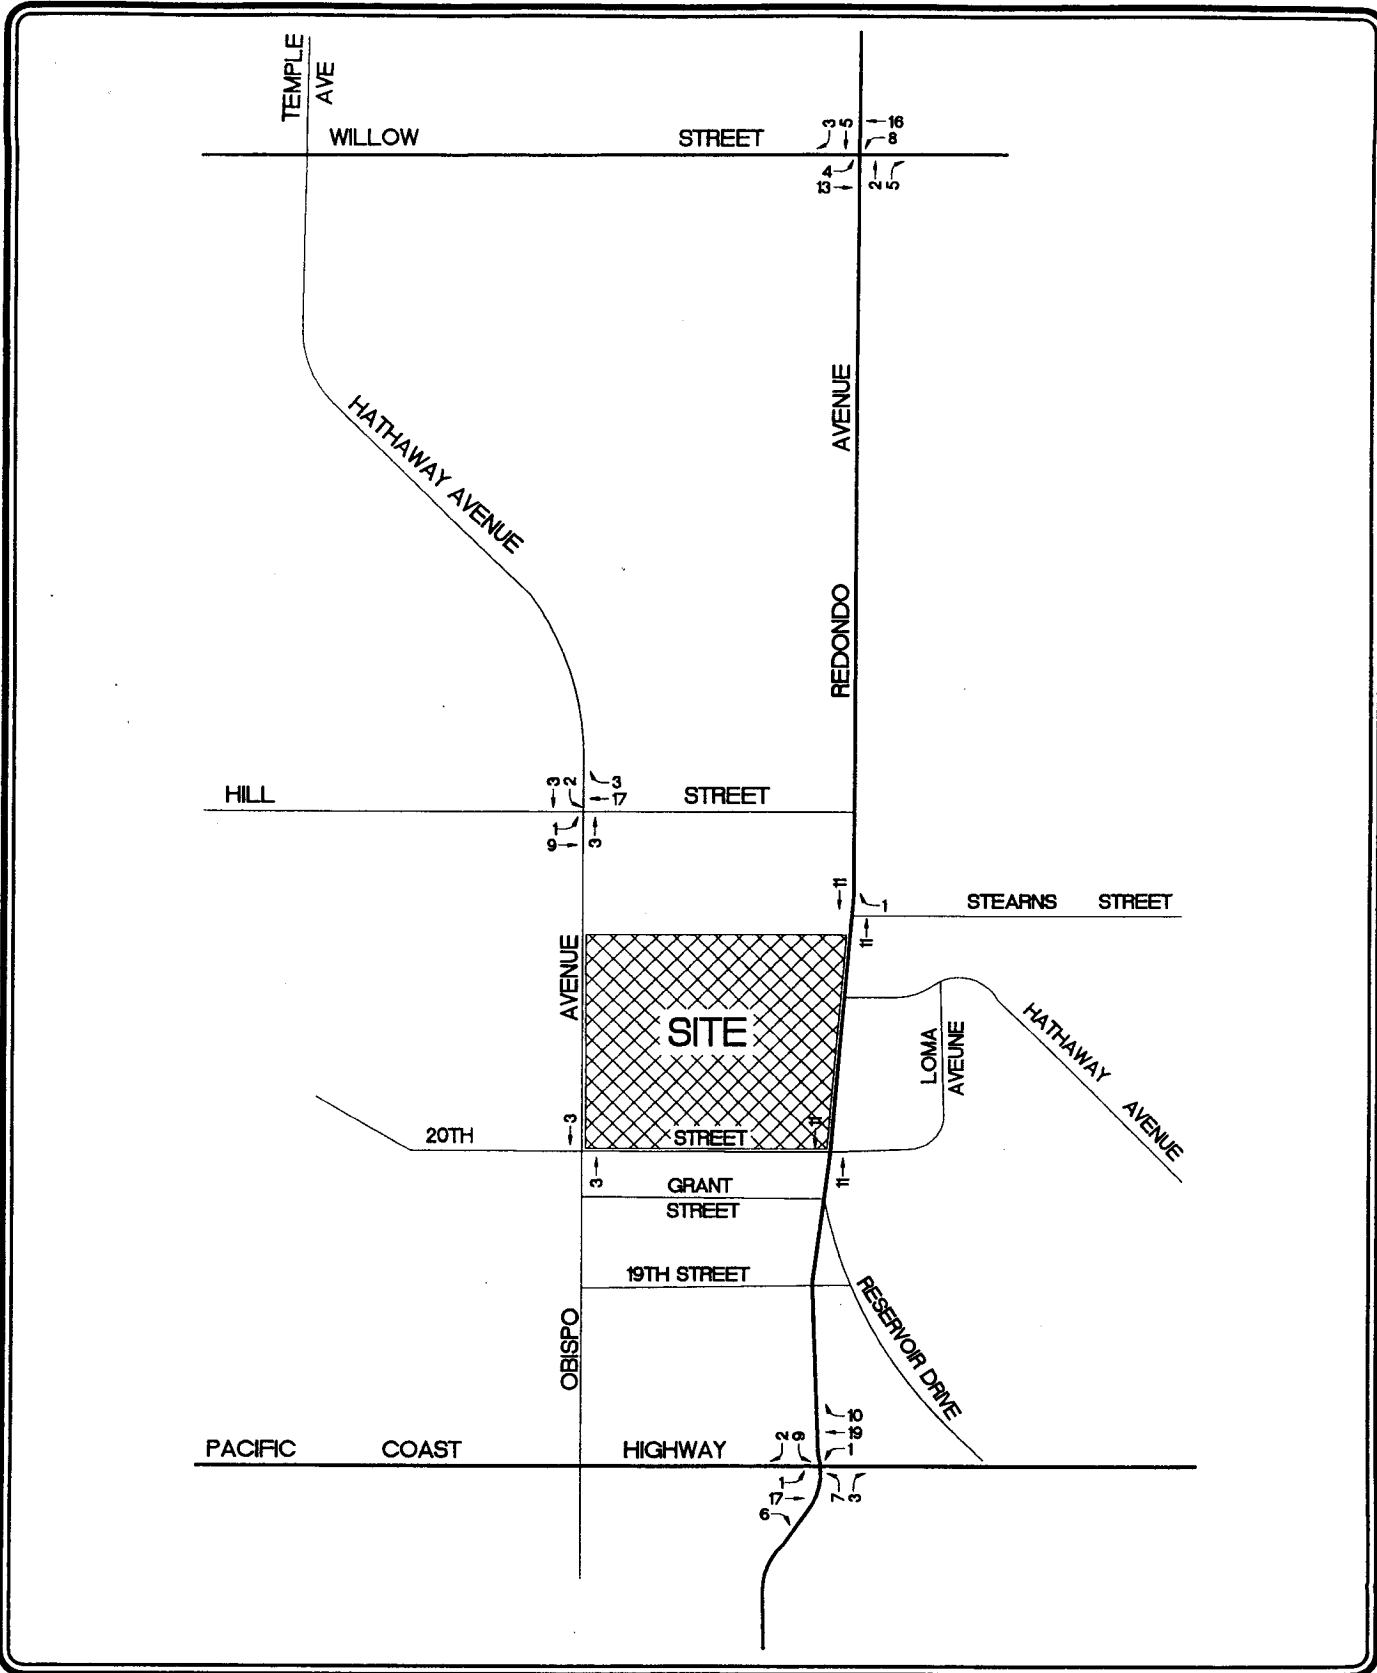 TEMPLE
AVE
WILLOW STREET
3 5 16
8
4
13 2 5
AVENUE
HATHAWAY AVENUE
REDONDO
HILL STREET
3 2 3
17
1
9 3
11
1
STEARNS STREET
11
AVENUE
SITE
HATHAWAY AVENUE
LOMA
AVEUNE
3
11
20TH STREET
3 11
GRANT
STREET
19TH STREET
RESERVOIR DRIVE
OBISPO
10
2 9 19
1
PACIFIC COAST HIGHWAY
1
17 7 3
6